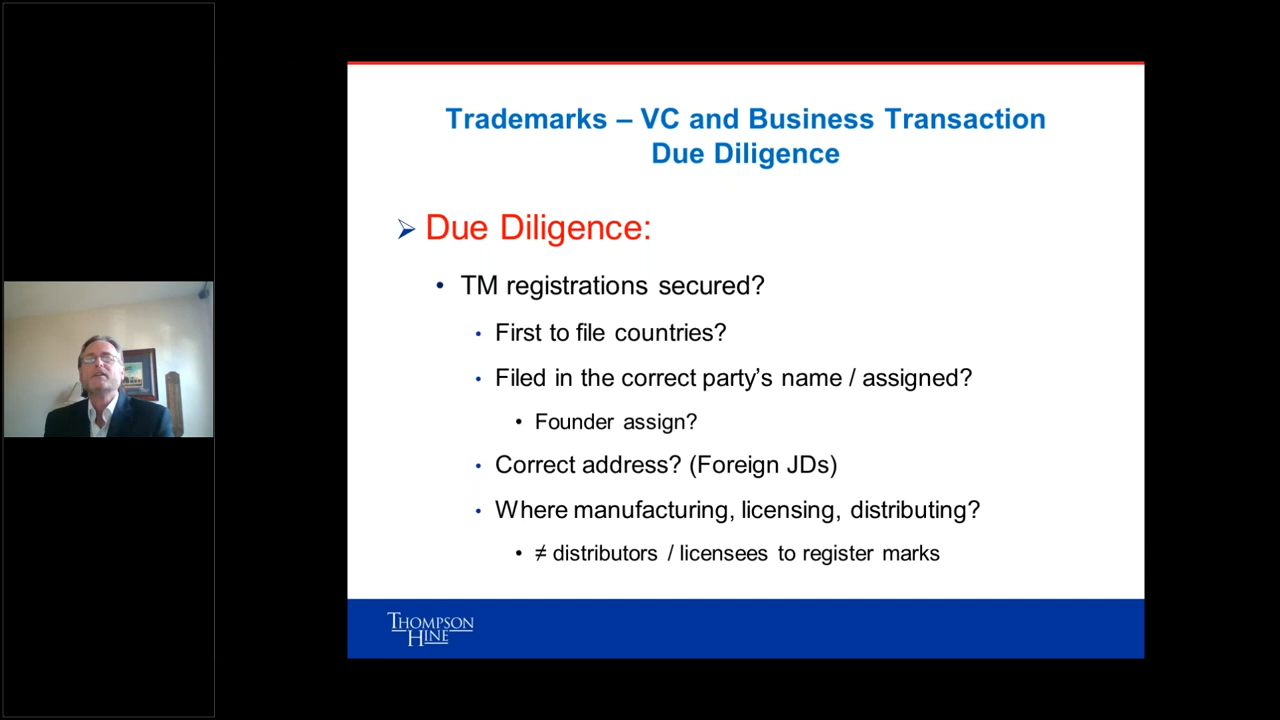 Trademarks – VC and Business Transaction
Due Diligence
➢ Due Diligence:
• TM registrations secured?
• First to file countries?
• Filed in the correct party’s name / assigned?
• Founder assign?
• Correct address? (Foreign JDs)
• Where manufacturing, licensing, distributing?
• ≠ distributors / licensees to register marks
THOMPSON
HINE